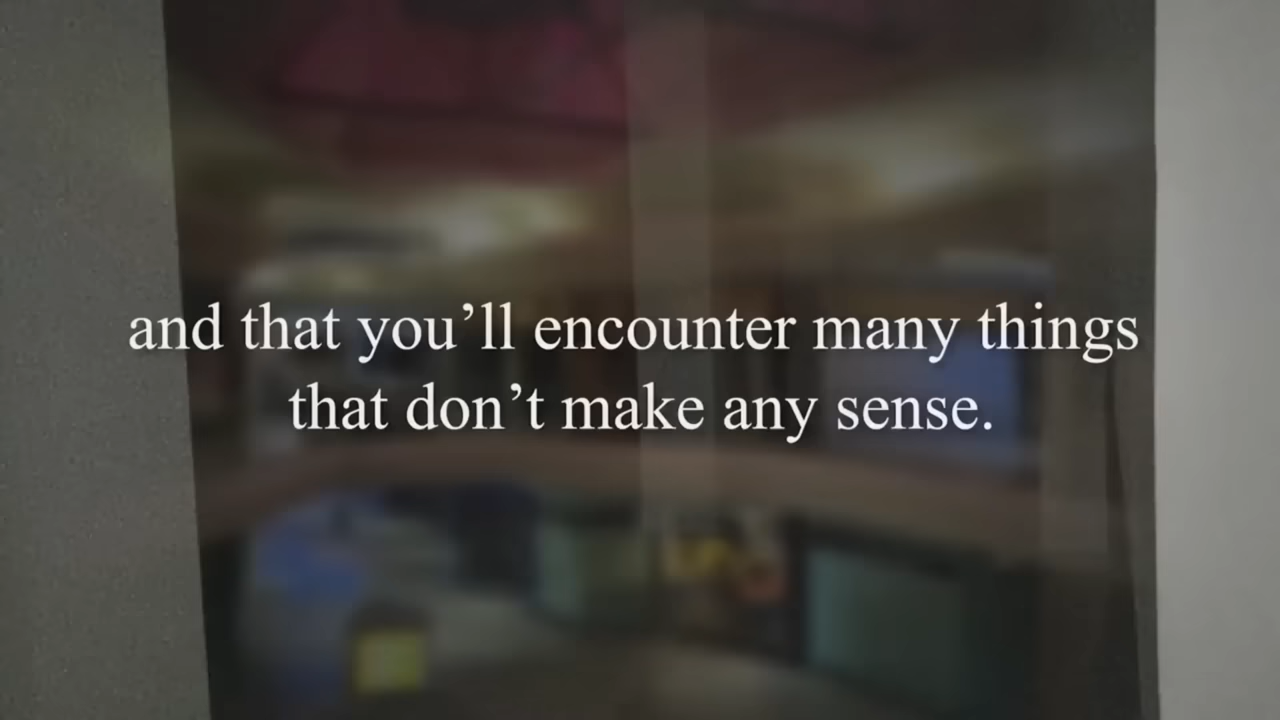 and that you’ll encounter many things
that don’t make any sense.